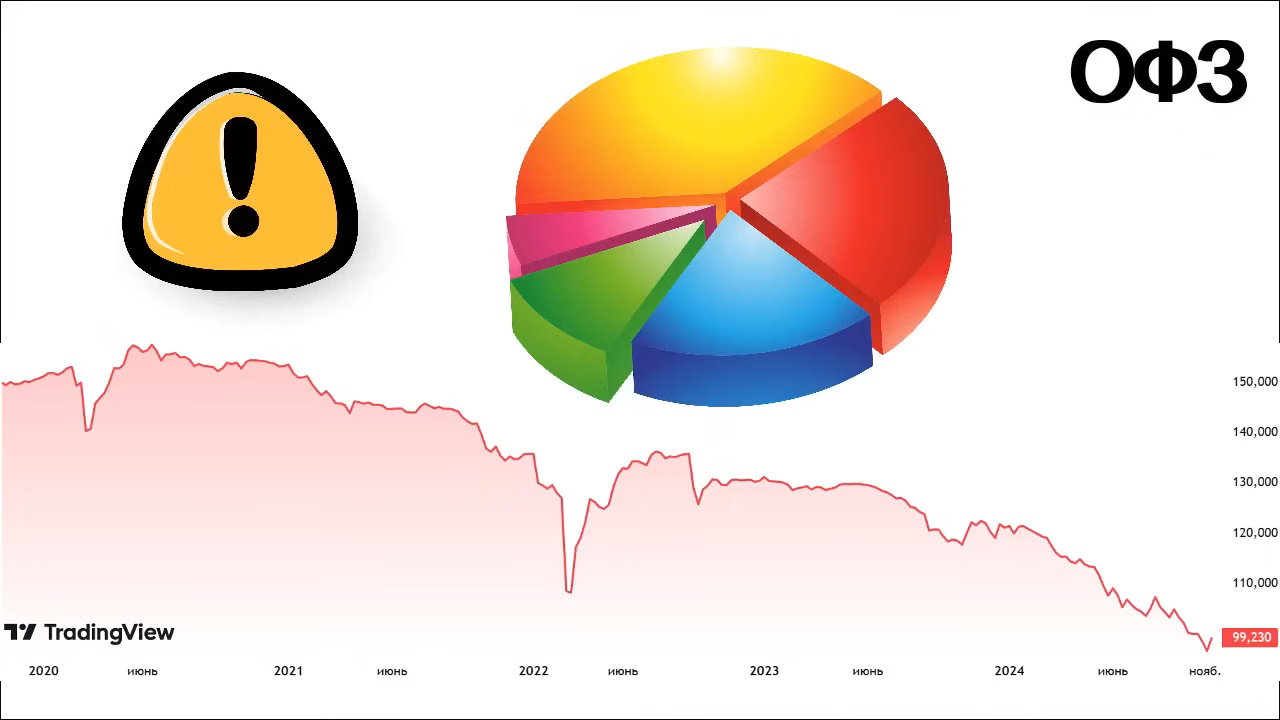 ОФЗ
150,000
140,000
130,000
120,000
110,000
99,230
TradingView
2020 июнь 2021 июнь 2022 июнь 2023 июнь 2024 июнь нояб.